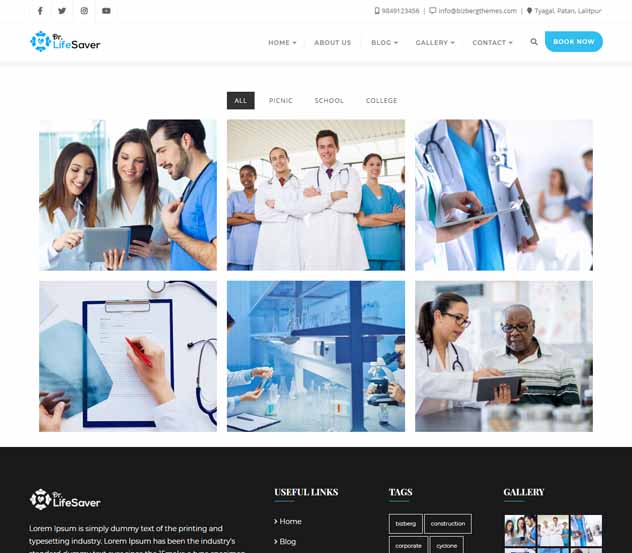 9849123456 | info@bizbergthemes.com | Tyagal, Patan, Lalitpur
Dr.
LifeSaver
HOME ABOUT US BLOG GALLERY CONTACT BOOK NOW
ALL PICNIC SCHOOL COLLEGE
Dr.
LifeSaver
Lorem Ipsum is simply dummy text of the printing and
typesetting industry. Lorem Ipsum has been the industry's
USEFUL LINKS
Home
Blog
TAGS
bizberg construction
corporate cyclone
GALLERY